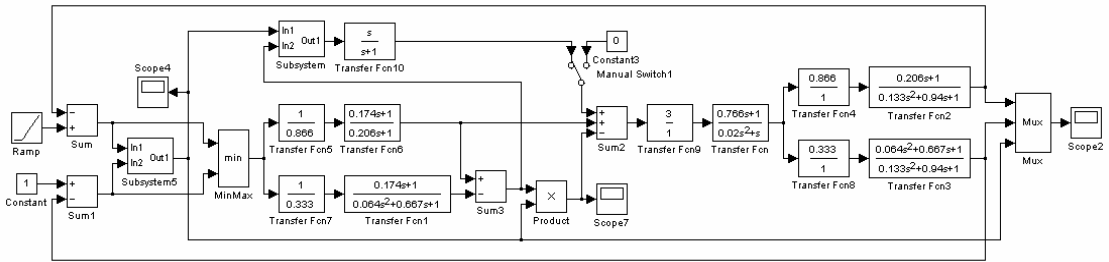 Scope4
Ramp
−
+
Sum
1
Constant
+
−
Sum1
In1
In2
Out1
Subsystem5
min
MinMax
In1
In2
Out1
Subsystem
s
s+1
Transfer Fcn10
1
0.866
Transfer Fcn5
0.174s+1
0.206s+1
Transfer Fcn6
1
0.333
Transfer Fcn7
0.174s+1
0.064s²+0.667s+1
Transfer Fcn1
+
−
Sum3
×
Product
Scope7
0
Constant3
Manual Switch1
+
+
−
Sum2
3
1
Transfer Fcn9
0.766s+1
0.02s²+s
Transfer Fcn
0.866
1
Transfer Fcn4
0.206s+1
0.133s²+0.94s+1
Transfer Fcn2
0.333
1
Transfer Fcn8
0.064s²+0.667s+1
0.133s²+0.94s+1
Transfer Fcn3
Mux
Mux
Scope2